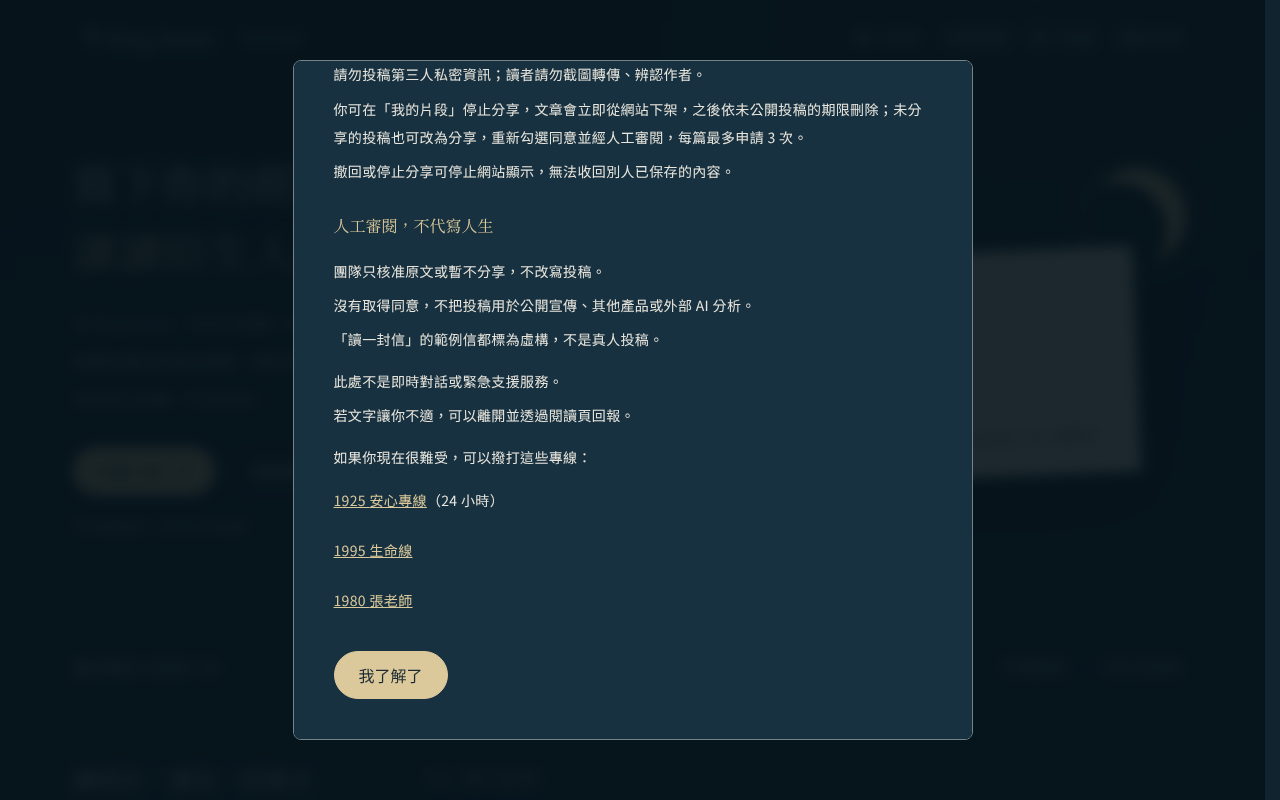 請勿投稿第三人私密資訊；讀者請勿截圖轉傳、辨認作者。
你可在「我的片段」停止分享，文章會立即從網站下架，之後依未公開投稿的期限刪除；未分
享的投稿也可改為分享，重新勾選同意並經人工審閱，每篇最多申請 3 次。
撤回或停止分享可停止網站顯示，無法收回別人已保存的內容。
人工審閱，不代寫人生
團隊只核准原文或暫不分享，不改寫投稿。
沒有取得同意，不把投稿用於公開宣傳、其他產品或外部 AI 分析。
「讀一封信」的範例信都標為虛構，不是真人投稿。
此處不是即時對話或緊急支援服務。
若文字讓你不適，可以離開並透過閱讀頁回報。
如果你現在很難受，可以撥打這些專線：
1925 安心專線（24 小時）
1995 生命線
1980 張老師
我了解了